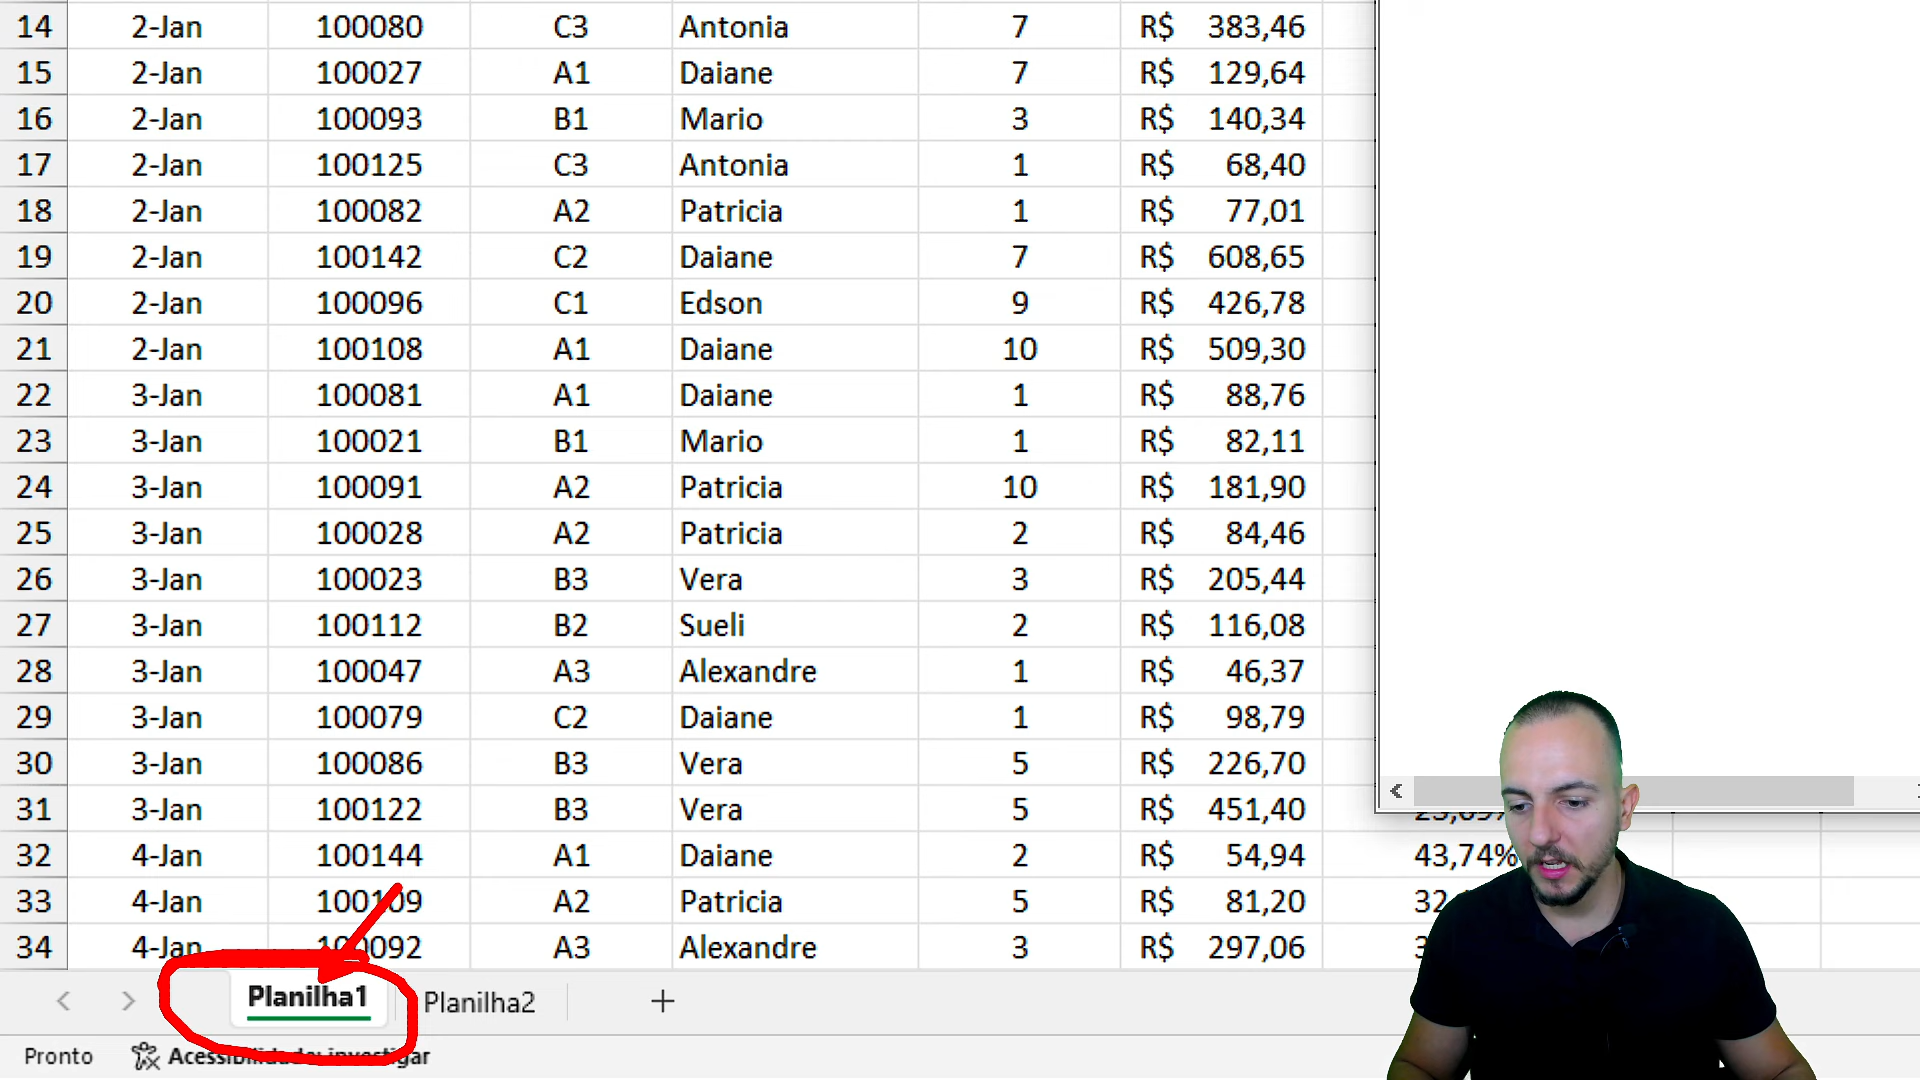 14 2-Jan 100080 C3 Antonia 7 R$ 383,46
15 2-Jan 100027 A1 Daiane 7 R$ 129,64
16 2-Jan 100093 B1 Mario 3 R$ 140,34
17 2-Jan 100125 C3 Antonia 1 R$ 68,40
18 2-Jan 100082 A2 Patricia 1 R$ 77,01
19 2-Jan 100142 C2 Daiane 7 R$ 608,65
20 2-Jan 100096 C1 Edson 9 R$ 426,78
21 2-Jan 100108 A1 Daiane 10 R$ 509,30
22 3-Jan 100081 A1 Daiane 1 R$ 88,76
23 3-Jan 100021 B1 Mario 1 R$ 82,11
24 3-Jan 100091 A2 Patricia 10 R$ 181,90
25 3-Jan 100028 A2 Patricia 2 R$ 84,46
26 3-Jan 100023 B3 Vera 3 R$ 205,44
27 3-Jan 100112 B2 Sueli 2 R$ 116,08
28 3-Jan 100047 A3 Alexandre 1 R$ 46,37
29 3-Jan 100079 C2 Daiane 1 R$ 98,79
30 3-Jan 100086 B3 Vera 5 R$ 226,70
31 3-Jan 100122 B3 Vera 5 R$ 451,40
32 4-Jan 100144 A1 Daiane 2 R$ 54,94 43,74%
33 4-Jan 100109 A2 Patricia 5 R$ 81,20
34 4-Jan 100092 A3 Alexandre 3 R$ 297,06
Planilha1 Planilha2
Pronto Acessibilidade: investigar